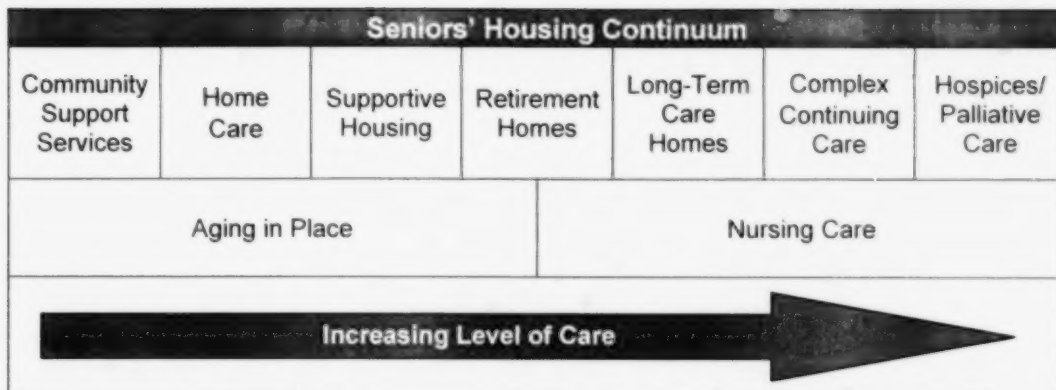 Seniors' Housing Continuum
Community
Support
Services
Home
Care
Supportive
Housing
Retirement
Homes
Long-Term
Care
Homes
Complex
Continuing
Care
Hospices/
Palliative
Care
Aging in Place
Nursing Care
Increasing Level of Care